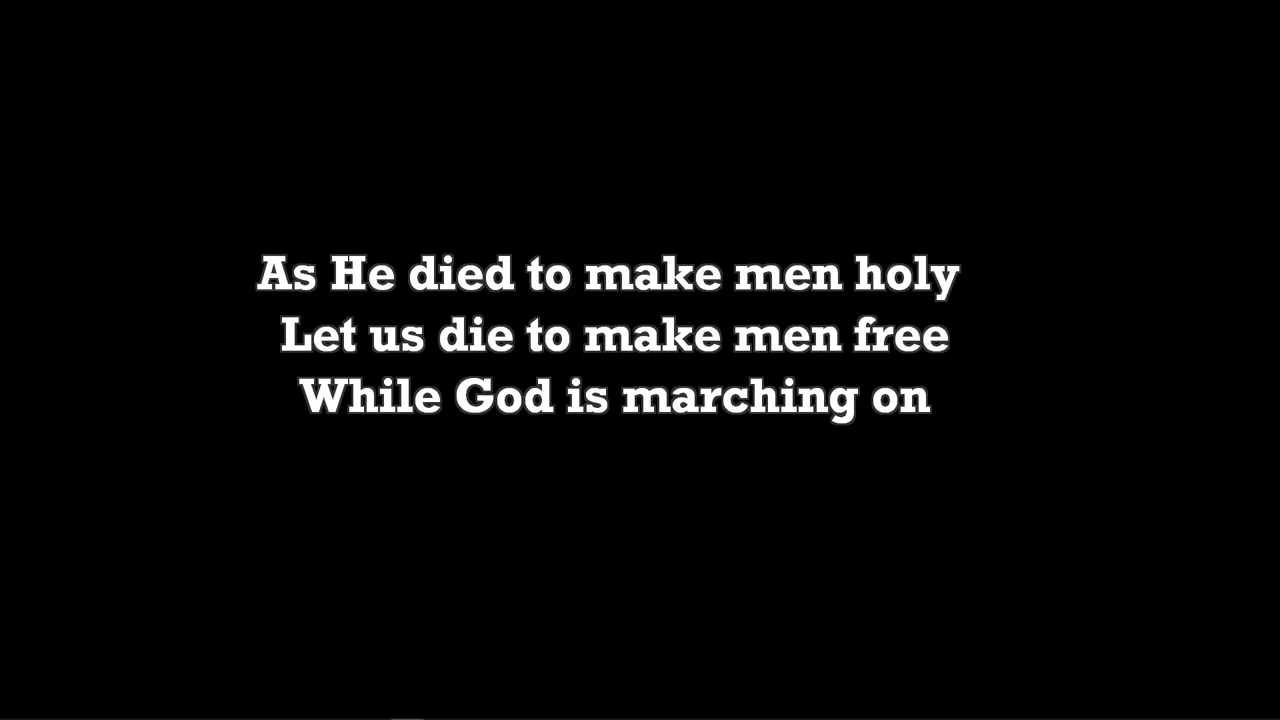 As He died to make men holy
Let us die to make men free
While God is marching on